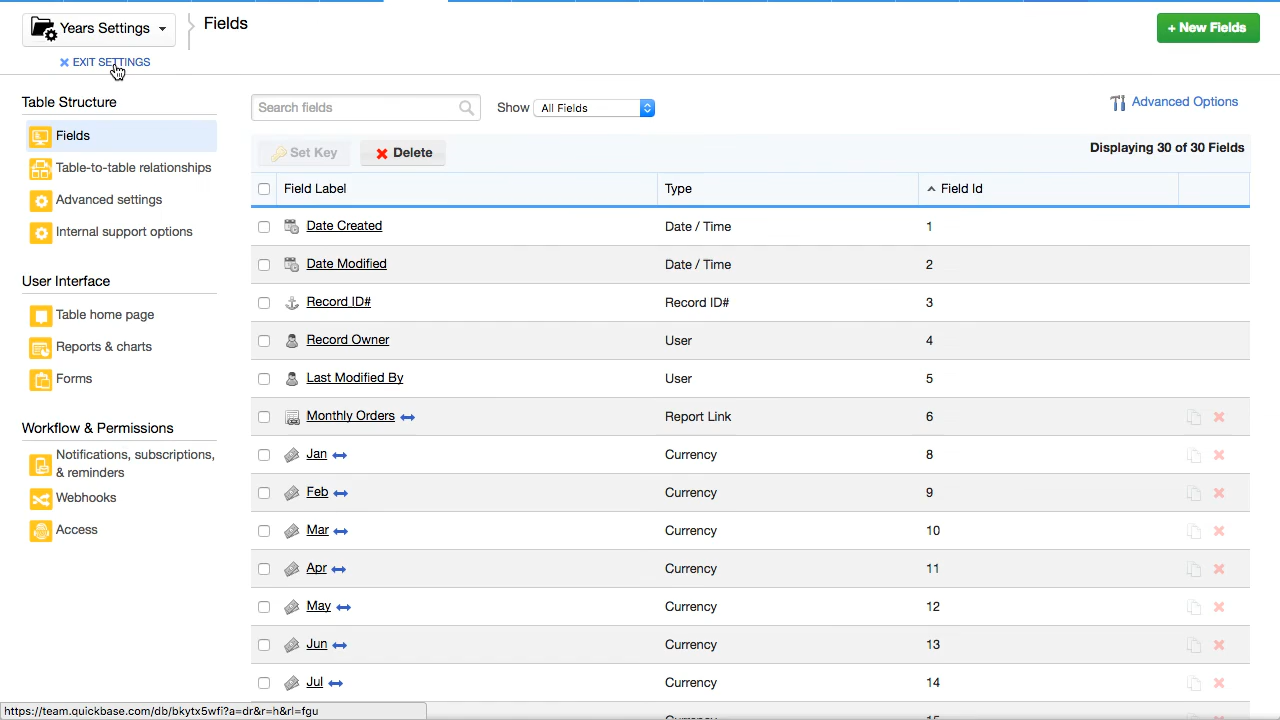 Years Settings
Fields
+ New Fields
EXIT SETTINGS
Table Structure
Fields
Table-to-table relationships
Advanced settings
Internal support options
User Interface
Table home page
Reports & charts
Forms
Workflow & Permissions
Notifications, subscriptions,
& reminders
Webhooks
Access
Search fields
Show All Fields
Advanced Options
Set Key
Delete
Displaying 30 of 30 Fields
Field Label Type Field Id
Date Created Date / Time 1
Date Modified Date / Time 2
Record ID# Record ID# 3
Record Owner User 4
Last Modified By User 5
Monthly Orders Report Link 6
Jan Currency 8
Feb Currency 9
Mar Currency 10
Apr Currency 11
May Currency 12
Jun Currency 13
Jul Currency 14
https://team.quickbase.com/db/bkytx5wfi?a=dr&r=h&rl=fgu